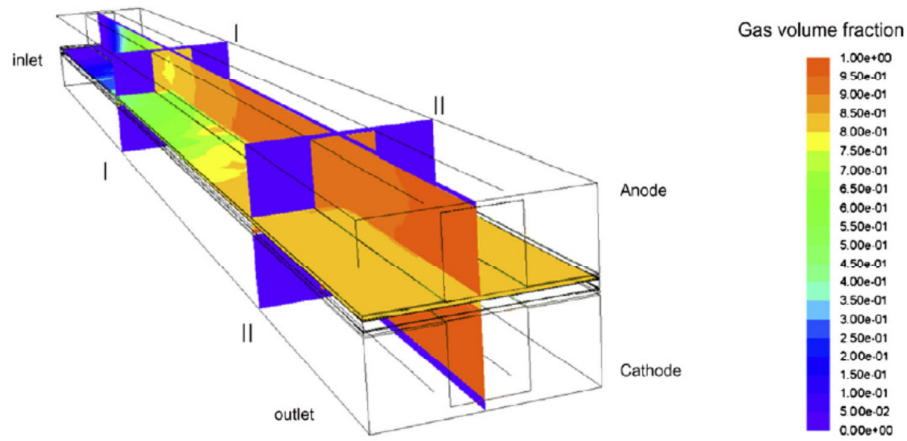 Gas volume fraction
I
inlet
II
I
Anode
II
Cathode
outlet
1.00e+00
9.50e-01
9.00e-01
8.50e-01
8.00e-01
7.50e-01
7.00e-01
6.50e-01
6.00e-01
5.50e-01
5.00e-01
4.50e-01
4.00e-01
3.50e-01
3.00e-01
2.50e-01
2.00e-01
1.50e-01
1.00e-01
5.00e-02
0.00e+00